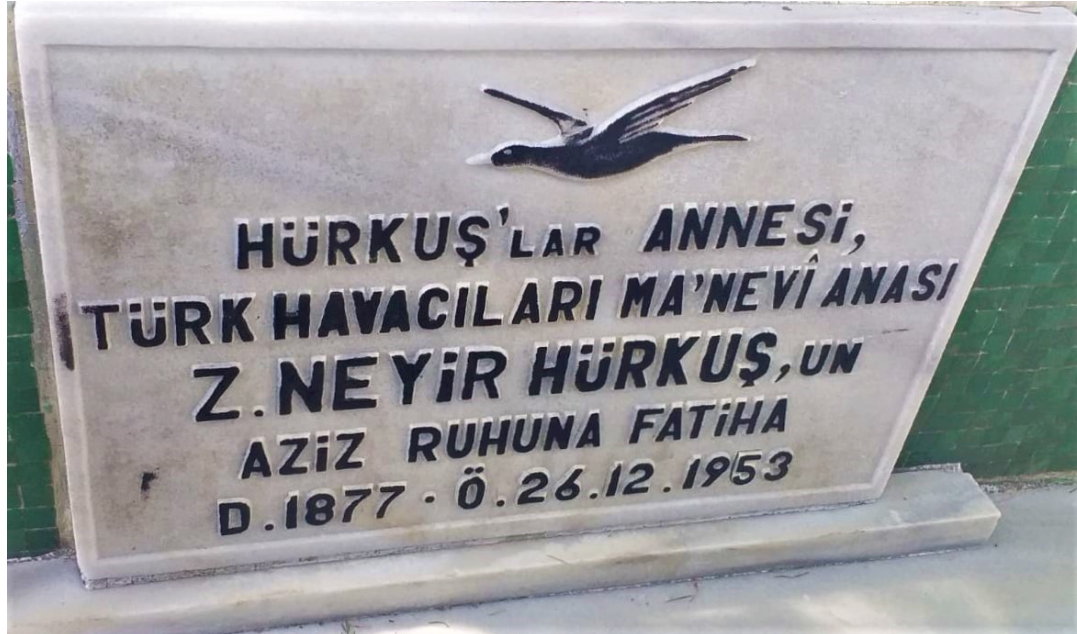 HÜRKUŞ'LAR ANNESİ,
TÜRK HAVACILARI MA'NEVÎ ANASI
Z.NEYİR HÜRKUŞ,UN
AZİZ RUHUNA FATİHA
D.1877 · Ö.26.12.1953